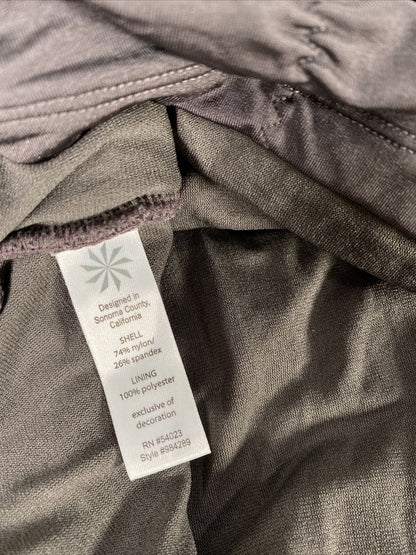 Designed in
Sonoma County,
California
SHELL
74% nylon/
26% spandex
LINING
100% polyester
exclusive of
decoration
RN #54023
Style #984289